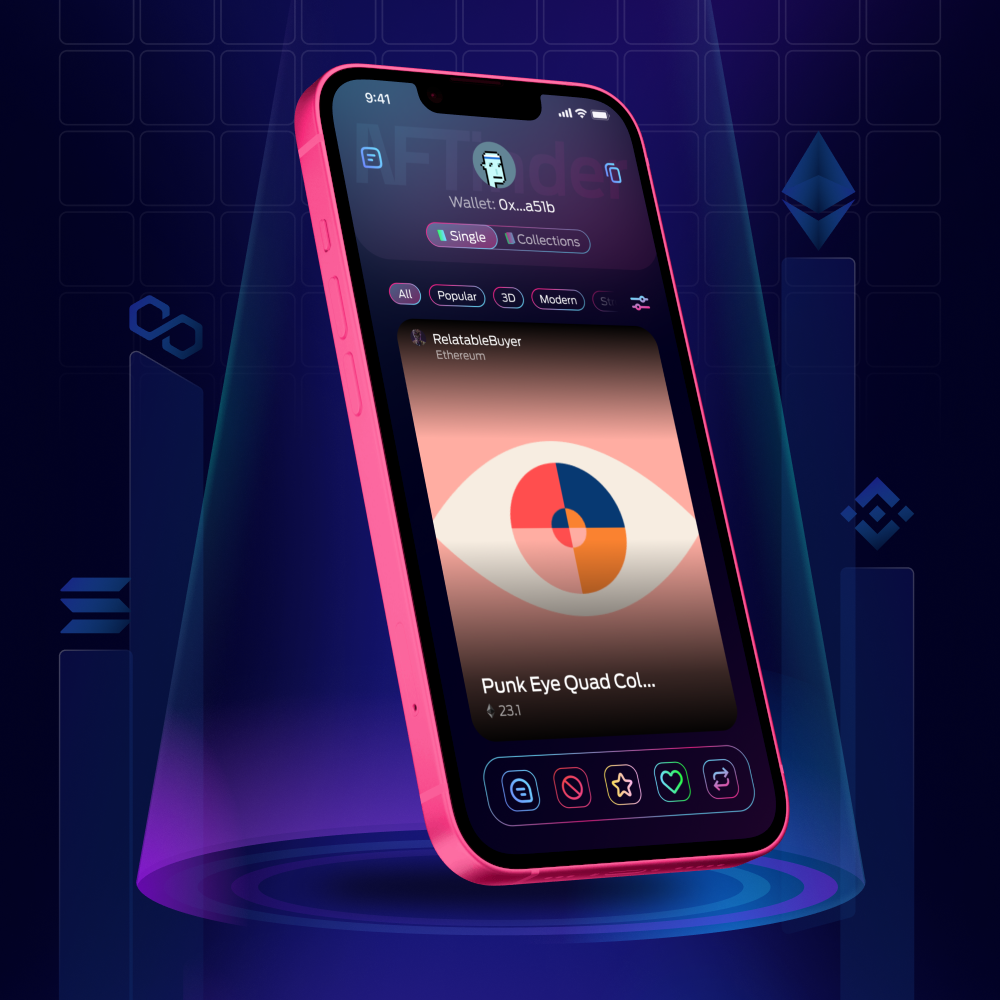 9:41
NFTinder
Wallet: 0x...a51b
Single Collections
All Popular 3D Modern
RelatableBuyer
Ethereum
Punk Eye Quad Col...
23.1